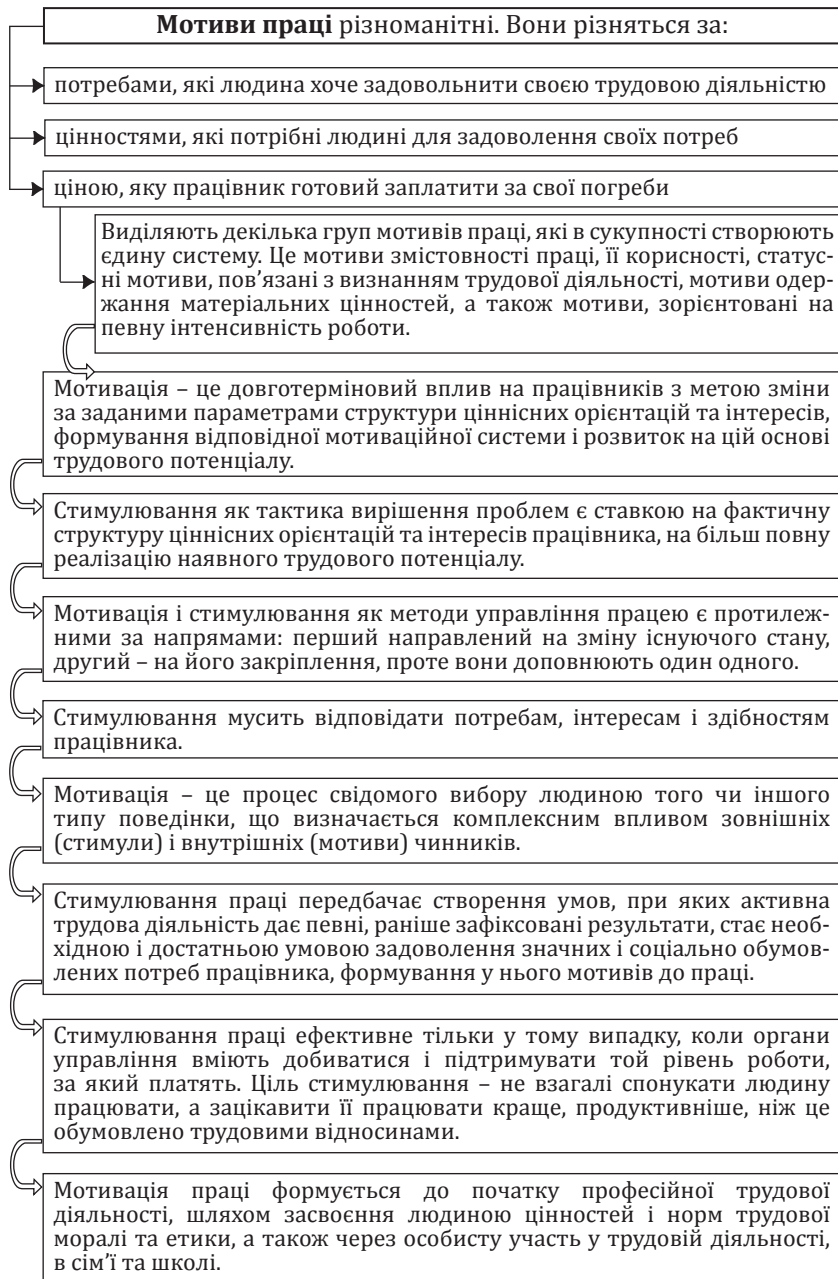 Мотиви праці різноманітні. Вони різняться за:
потребами, які людина хоче задовольнити своєю трудовою діяльністю
цінностями, які потрібні людині для задоволення своїх потреб
ціною, яку працівник готовий заплатити за свої погреби
Виділяють декілька груп мотивів праці, які в сукупності створюють
єдину систему. Це мотиви змістовності праці, її корисності, статус-
ні мотиви, пов’язані з визнанням трудової діяльності, мотиви одер-
жання матеріальних цінностей, а також мотиви, зорієнтовані на
певну інтенсивність роботи.
Мотивація – це довготерміновий вплив на працівників з метою зміни
за заданими параметрами структури ціннісних орієнтацій та інтересів,
формування відповідної мотиваційної системи і розвиток на цій основі
трудового потенціалу.
Стимулювання як тактика вирішення проблем є ставкою на фактичну
структуру ціннісних орієнтацій та інтересів працівника, на більш повну
реалізацію наявного трудового потенціалу.
Мотивація і стимулювання як методи управління працею є протилеж-
ними за напрямами: перший направлений на зміну існуючого стану,
другий – на його закріплення, проте вони доповнюють один одного.
Стимулювання мусить відповідати потребам, інтересам і здібностям
працівника.
Мотивація – це процес свідомого вибору людиною того чи іншого
типу поведінки, що визначається комплексним впливом зовнішніх
(стимули) і внутрішніх (мотиви) чинників.
Стимулювання праці передбачає створення умов, при яких активна
трудова діяльність дає певні, раніше зафіксовані результати, стає необ-
хідною і достатньою умовою задоволення значних і соціально обумов-
лених потреб працівника, формування у нього мотивів до праці.
Стимулювання праці ефективне тільки у тому випадку, коли органи
управління вміють добиватися і підтримувати той рівень роботи,
за який платять. Ціль стимулювання – не взагалі спонукати людину
працювати, а зацікавити її працювати краще, продуктивніше, ніж це
обумовлено трудовими відносинами.
Мотивація праці формується до початку професійної трудової
діяльності, шляхом засвоєння людиною цінностей і норм трудової
моралі та етики, а також через особисту участь у трудовій діяльності,
в сім’ї та школі.